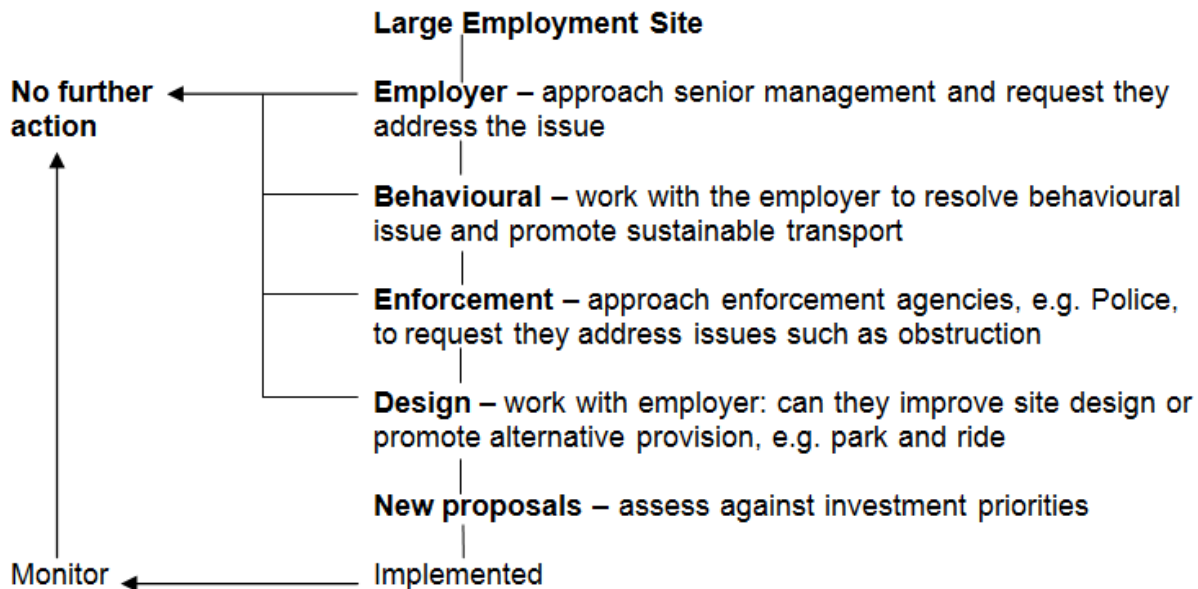 Large Employment Site
No further
action
Employer – approach senior management and request they
address the issue
Behavioural – work with the employer to resolve behavioural
issue and promote sustainable transport
Enforcement – approach enforcement agencies, e.g. Police,
to request they address issues such as obstruction
Design – work with employer: can they improve site design or
promote alternative provision, e.g. park and ride
New proposals – assess against investment priorities
Monitor
Implemented